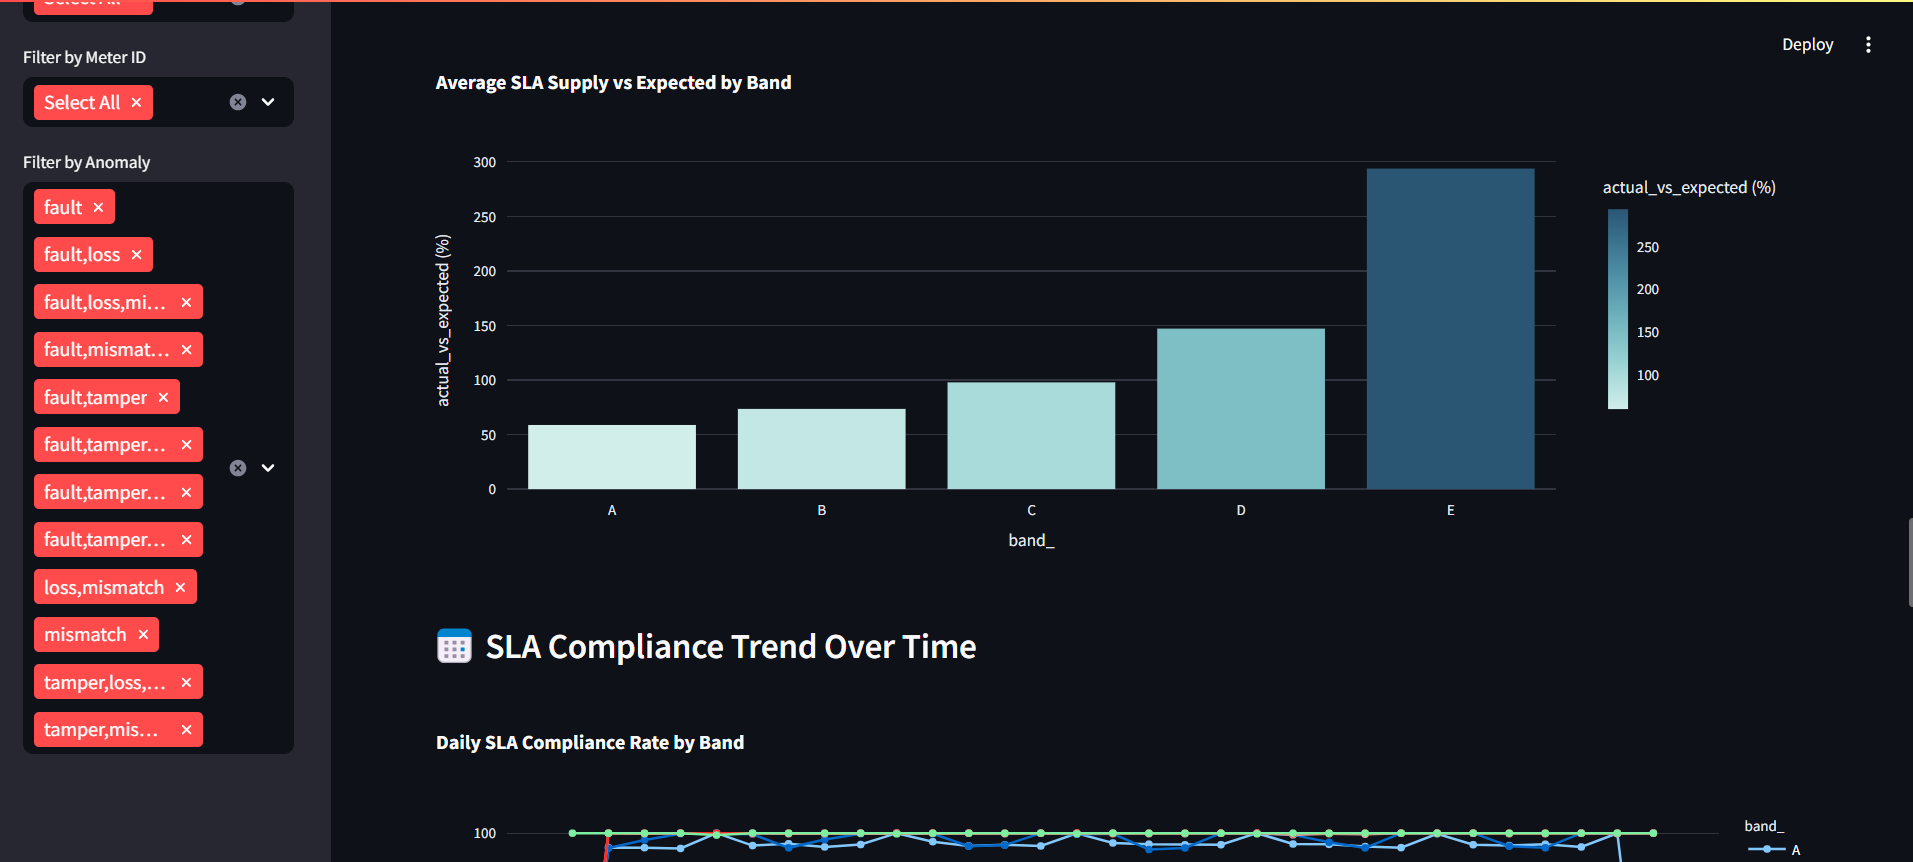 Filter by Meter ID
Select All
Filter by Anomaly
fault
fault,loss
fault,loss,mi...
fault,mismat...
fault,tamper
fault,tamper...
fault,tamper...
fault,tamper...
loss,mismatch
mismatch
tamper,loss,...
tamper,mis...
Deploy
Average SLA Supply vs Expected by Band
actual_vs_expected (%)
300
250
200
150
100
50
0
A B C D E
band_
actual_vs_expected (%)
250
200
150
100
SLA Compliance Trend Over Time
Daily SLA Compliance Rate by Band
100
band_
A